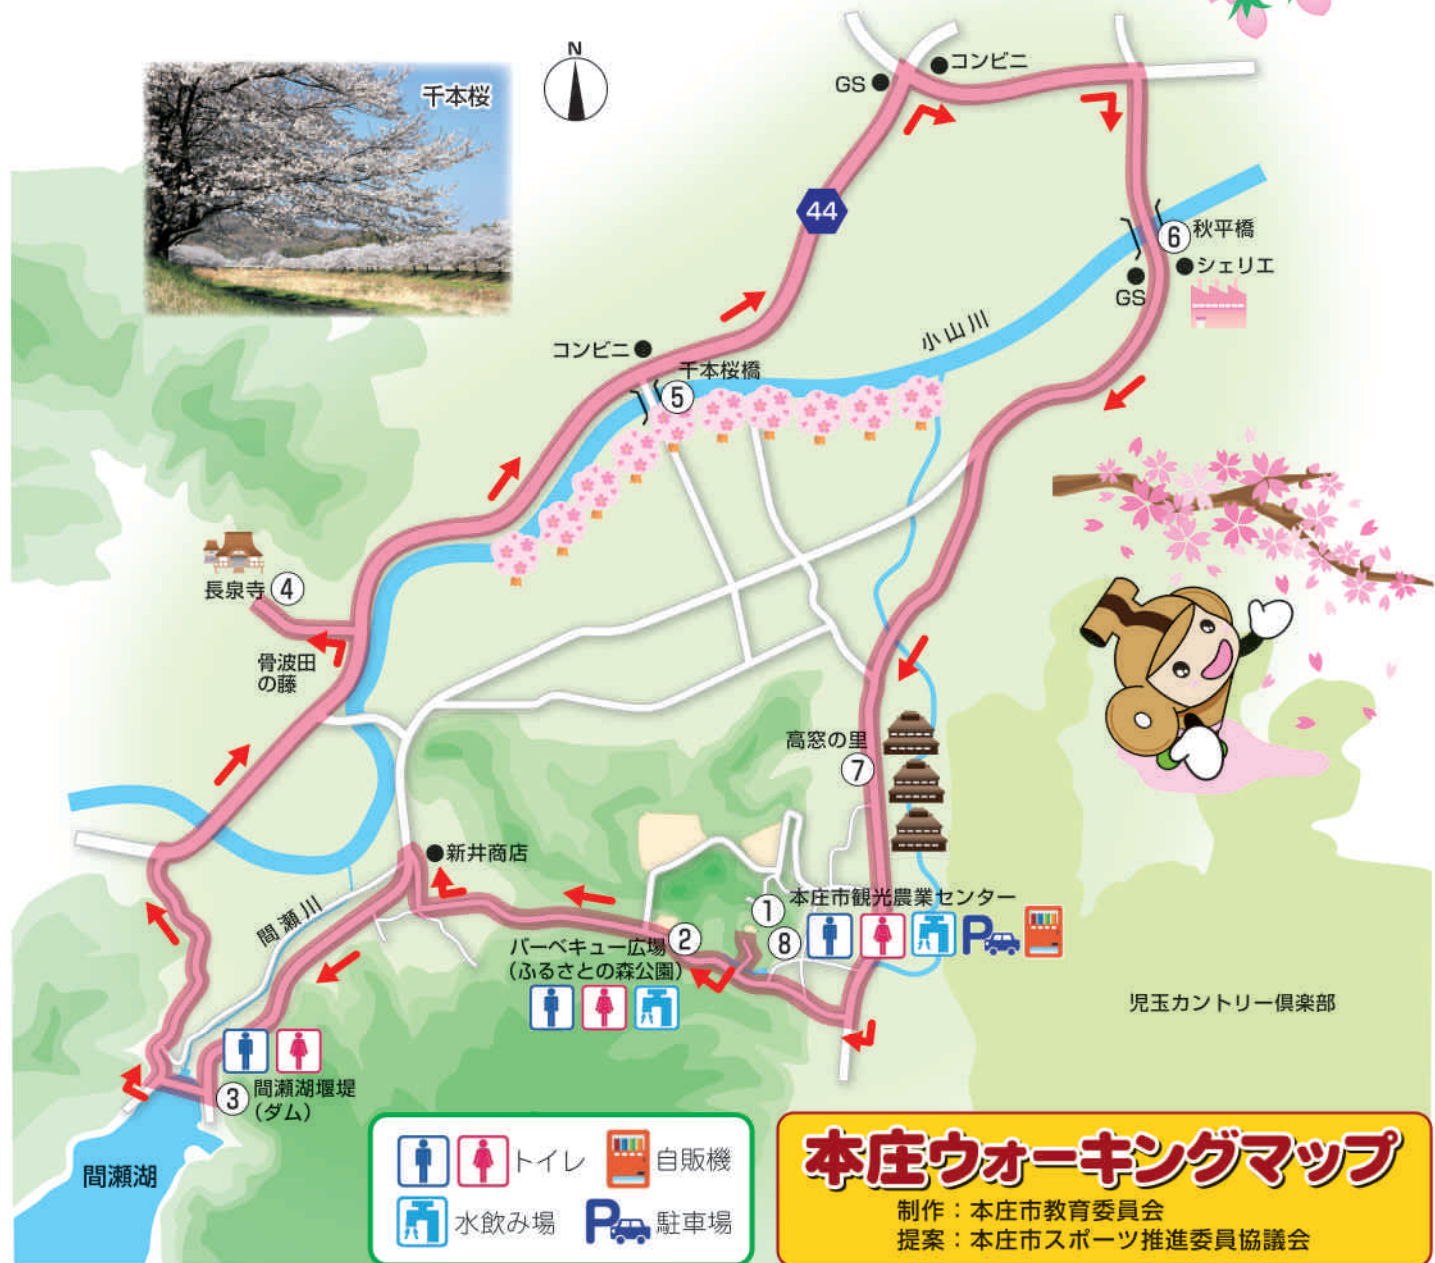 千本桜
N
コンビニ
GS
44
⑥
秋平橋
シェリエ
GS
小山川
コンビニ
千本桜橋
⑤
長泉寺
④
骨波田
の藤
高窓の里
⑦
新井商店
①
本庄市観光農業センター
⑧
P
間瀬川
バーベキュー広場
②
(ふるさとの森公園)
児玉カントリー倶楽部
③
間瀬湖堰堤
(ダム)
間瀬湖
トイレ
自販機
水飲み場
P
駐車場
本庄ウォーキングマップ
制作：本庄市教育委員会
提案：本庄市スポーツ推進委員協議会